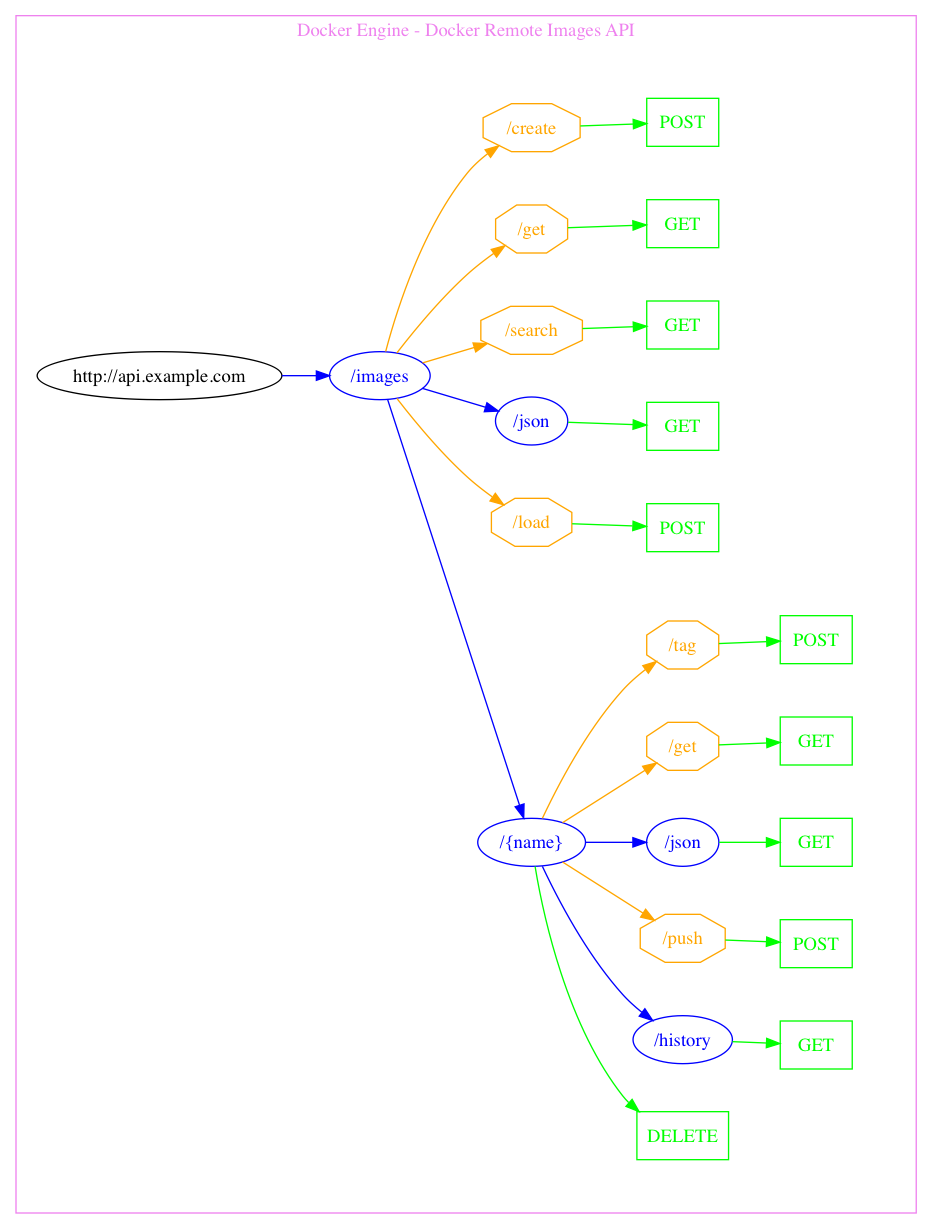 Docker Engine - Docker Remote Images API
/create
POST
/get
GET
/search
GET
http://api.example.com
/images
/json
GET
/load
POST
/tag
POST
/get
GET
/{name}
/json
GET
/push
POST
/history
GET
DELETE